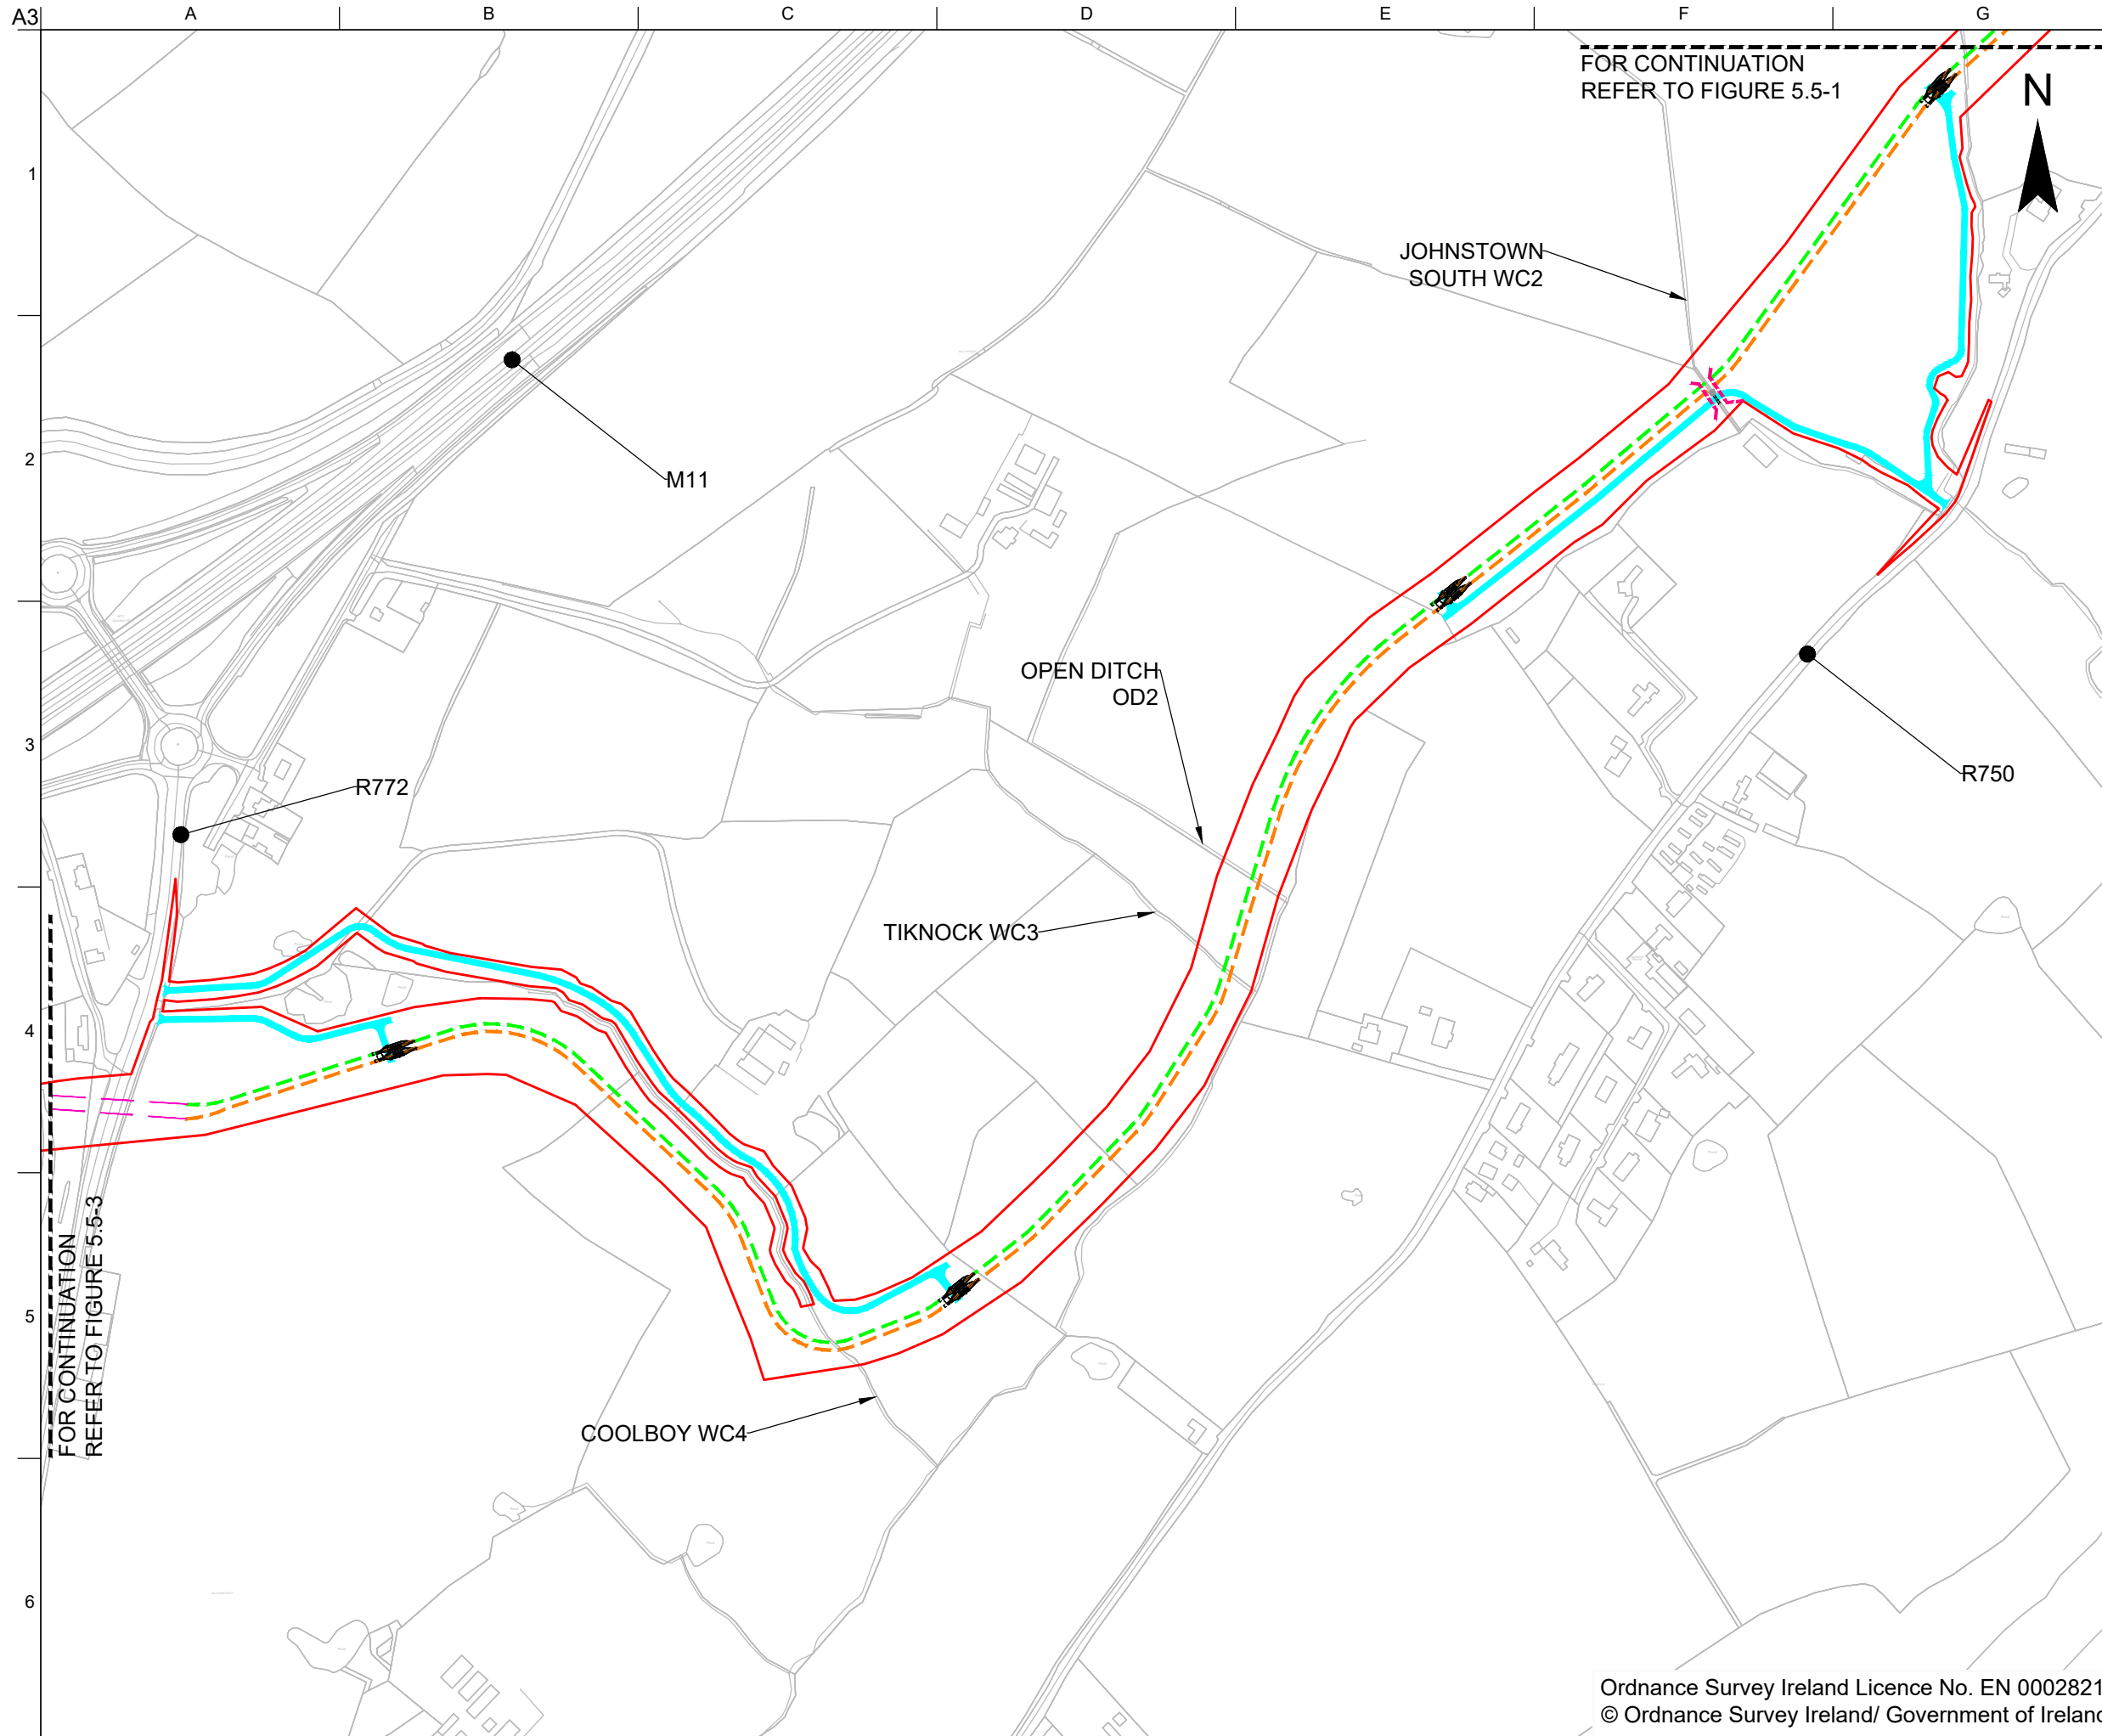 A3
A
B
C
D
E
F
G
FOR CONTINUATION
REFER TO FIGURE 5.5-1
N
1
JOHNSTOWN
SOUTH WC2
2
M11
OPEN DITCH
OD2
3
R772
R750
TIKNOCK WC3
4
FOR CONTINUATION
REFER TO FIGURE 5.5-3
5
COOLBOY WC4
6
Ordnance Survey Ireland Licence No. EN 0002821
© Ordnance Survey Ireland/ Government of Ireland